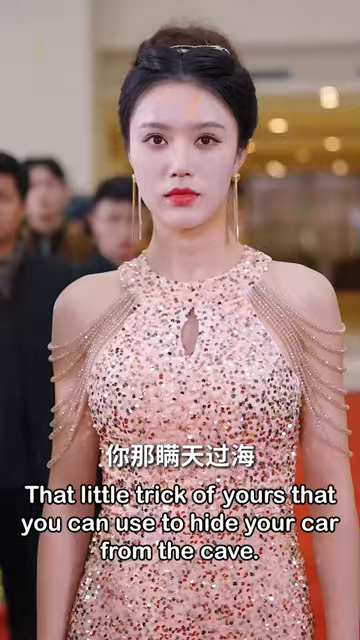 你那瞒天过海
That little trick of yours that
you can use to hide your car
from the cave.